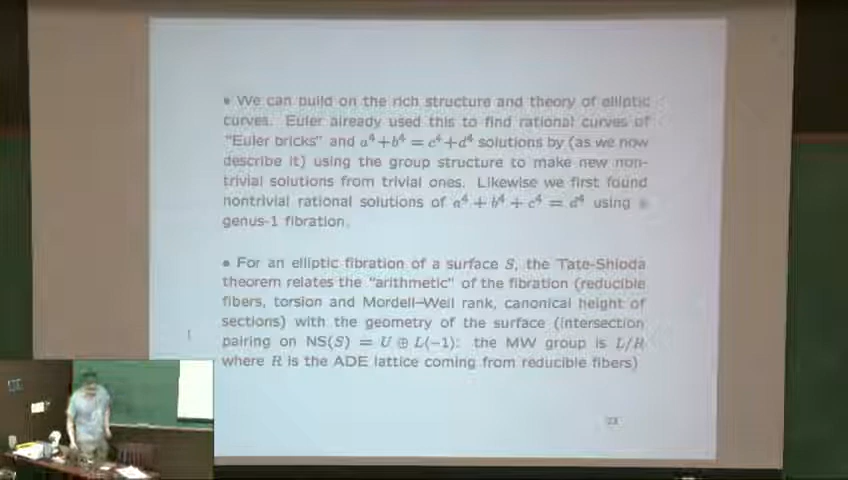 • We can build on the rich structure and theory of elliptic
curves. Euler already used this to find rational curves of
"Euler bricks" and a⁴ + b⁴ = c⁴ + d⁴ solutions by (as we now
describe it) using the group structure to make new non-
trivial solutions from trivial ones. Likewise we first found
nontrivial rational solutions of a⁴ + b⁴ + c⁴ = d⁴ using a
genus-1 fibration.
• For an elliptic fibration of a surface S, the Tate-Shioda
theorem relates the "arithmetic" of the fibration (reducible
fibers, torsion and Mordell–Weil rank, canonical height of
sections) with the geometry of the surface (intersection
pairing on NS(S) = U ⊕ L(−1): the MW group is L/R
where R is the ADE lattice coming from reducible fibers)